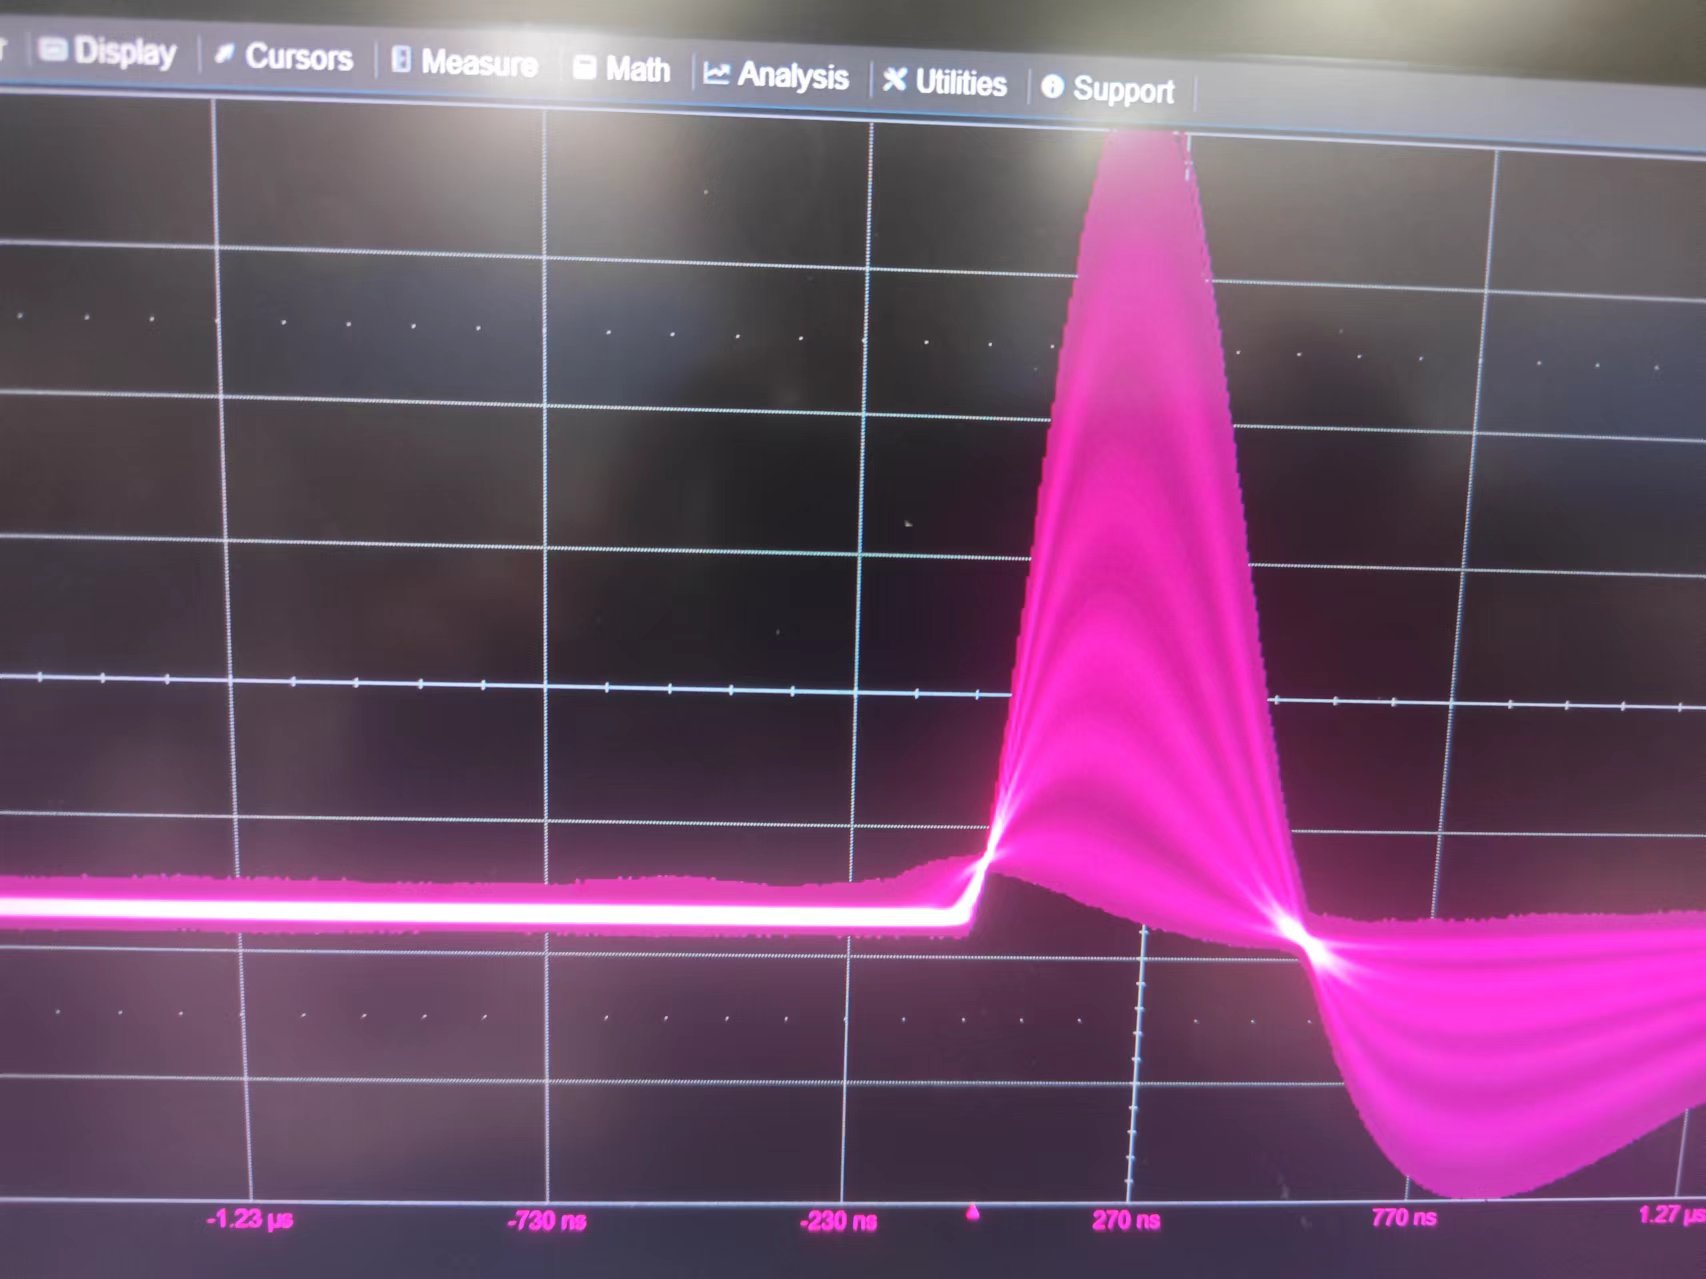 Display Cursors Measure Math Analysis Utilities Support
-1.23 µs -730 ns -230 ns 270 ns 770 ns 1.27 µs